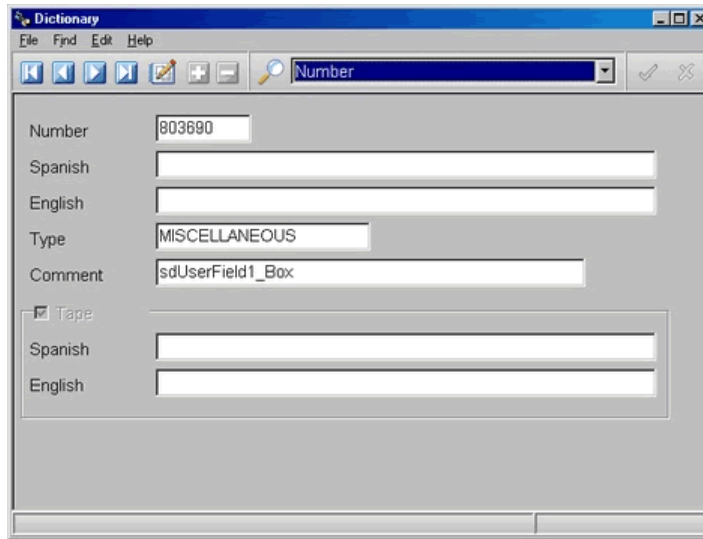 Dictionary
File Find Edit Help
Number
Number 803690
Spanish
English
Type MISCELLANEOUS
Comment sdUserField1_Box
Tape
Spanish
English